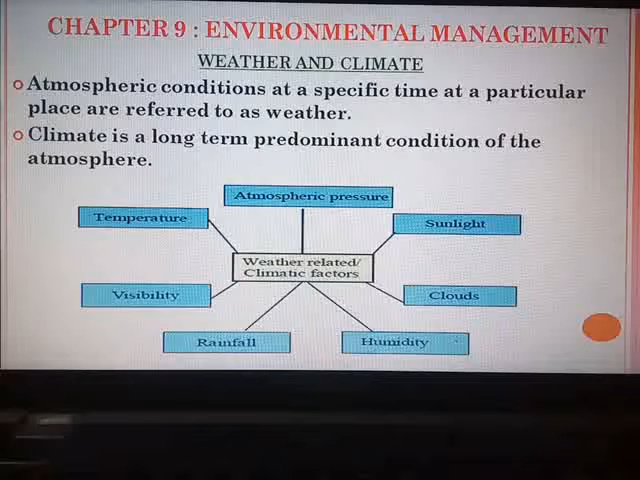 CHAPTER 9 : ENVIRONMENTAL MANAGEMENT
WEATHER AND CLIMATE
Atmospheric conditions at a specific time at a particular
place are referred to as weather.
Climate is a long term predominant condition of the
atmosphere.
Atmospheric pressure
Temperature
Sunlight
Weather related/
Climatic factors
Visibility
Clouds
Rainfall
Humidity